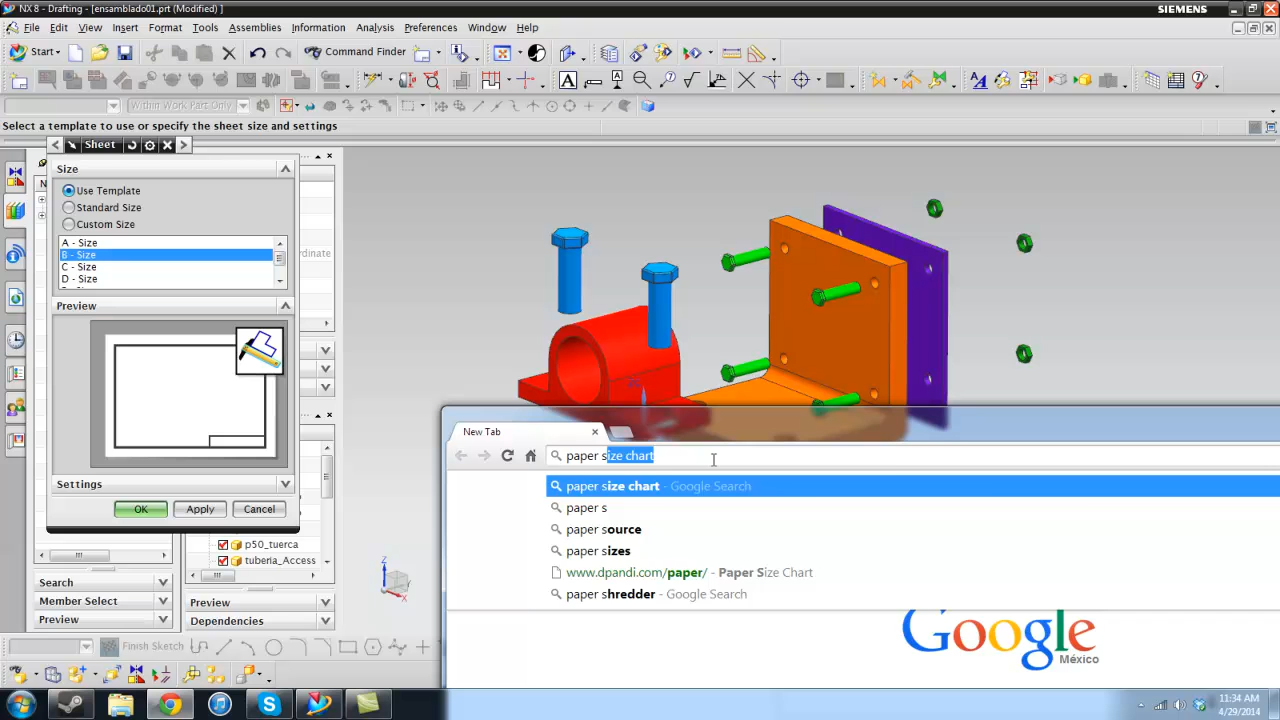 NX 8 - Drafting - [ensamblado01.prt (Modified) ]
SIEMENS
File Edit View Insert Format Tools Assemblies Information Analysis Preferences Window Help
Start Command Finder
Within Work Part Only
Select a template to use or specify the sheet size and settings
Sheet
Size
Use Template
Standard Size
Custom Size
A - Size
B - Size
C - Size
D - Size
Preview
Settings
OK Apply Cancel
ordinate
p50_tuerca
tuberia_Access
Search
Member Select
Preview
Preview
Dependencies
Finish Sketch
New Tab
paper size chart
paper size chart - Google Search
paper s
paper source
paper sizes
www.dpandi.com/paper/ - Paper Size Chart
paper shredder - Google Search
Google
México
11:34 AM
4/29/2014